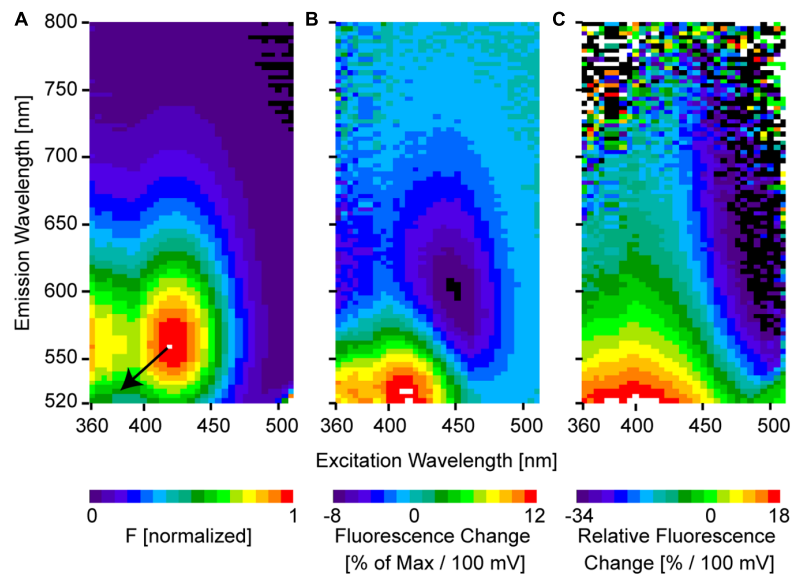 A
B
C
800
750
700
650
600
550
520
Emission Wavelength [nm]
360
400
450
500
360
400
450
500
360
400
450
500
Excitation Wavelength [nm]
0
1
-8
0
12
-34
0
18
F [normalized]
Fluorescence Change
[% of Max / 100 mV]
Relative Fluorescence
Change [% / 100 mV]